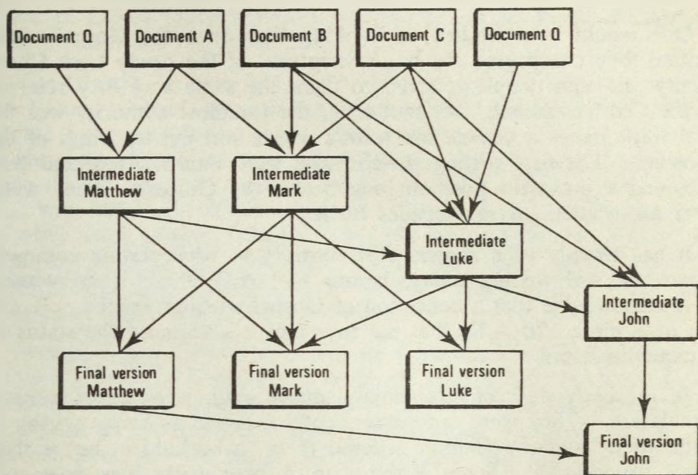 Document Q
Document A
Document B
Document C
Document Q
Intermediate
Matthew
Intermediate
Mark
Intermediate
Luke
Intermediate
John
Final version
Matthew
Final version
Mark
Final version
Luke
Final version
John